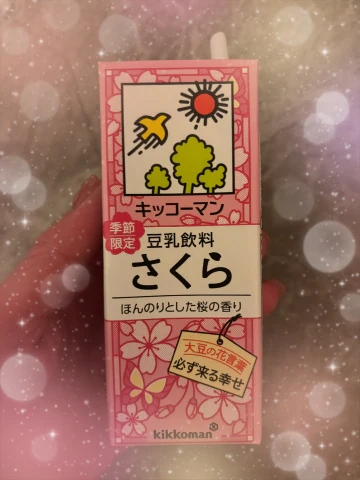 キッコーマン
季節
限定
豆乳飲料
さくら
ほんのりとした桜の香り
大豆の花言葉
必ず来る幸せ
kikkoman